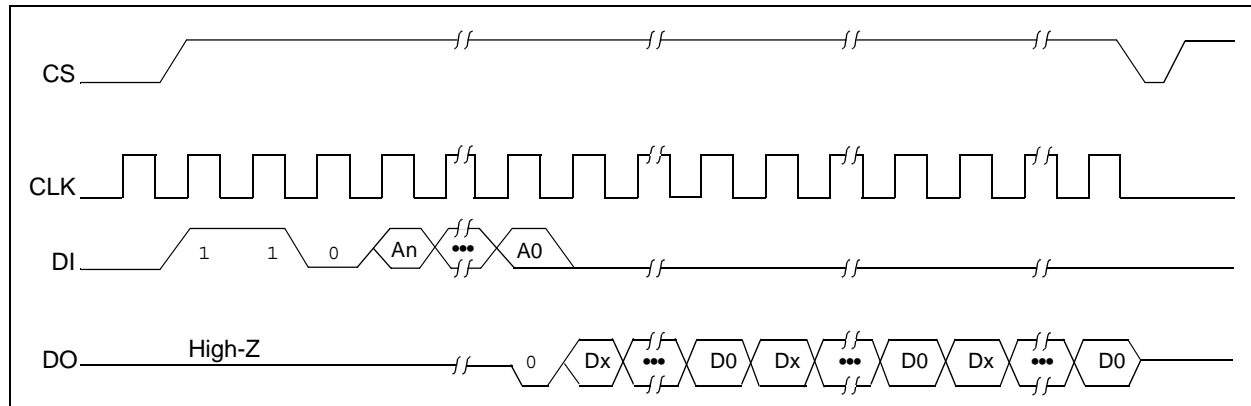 CS
CLK
DI 1 1 0 An ••• A0
DO High-Z 0 Dx ••• D0 Dx ••• D0 Dx ••• D0